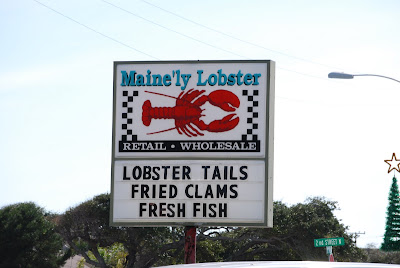 Maine'ly Lobster
RETAIL · WHOLESALE
LOBSTER TAILS
FRIED CLAMS
FRESH FISH